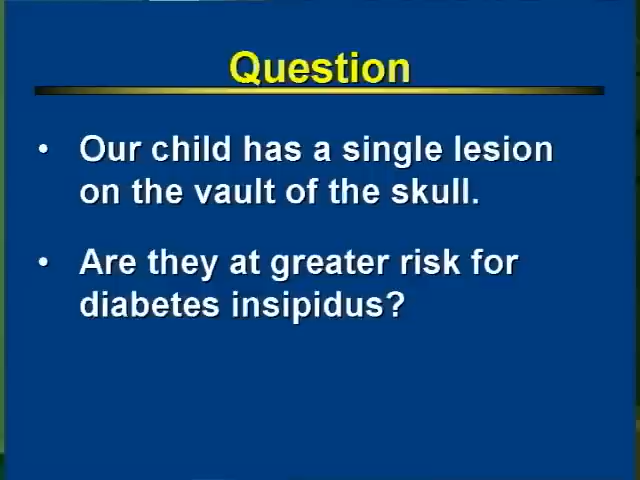 Question
• Our child has a single lesion
on the vault of the skull.
• Are they at greater risk for
diabetes insipidus?